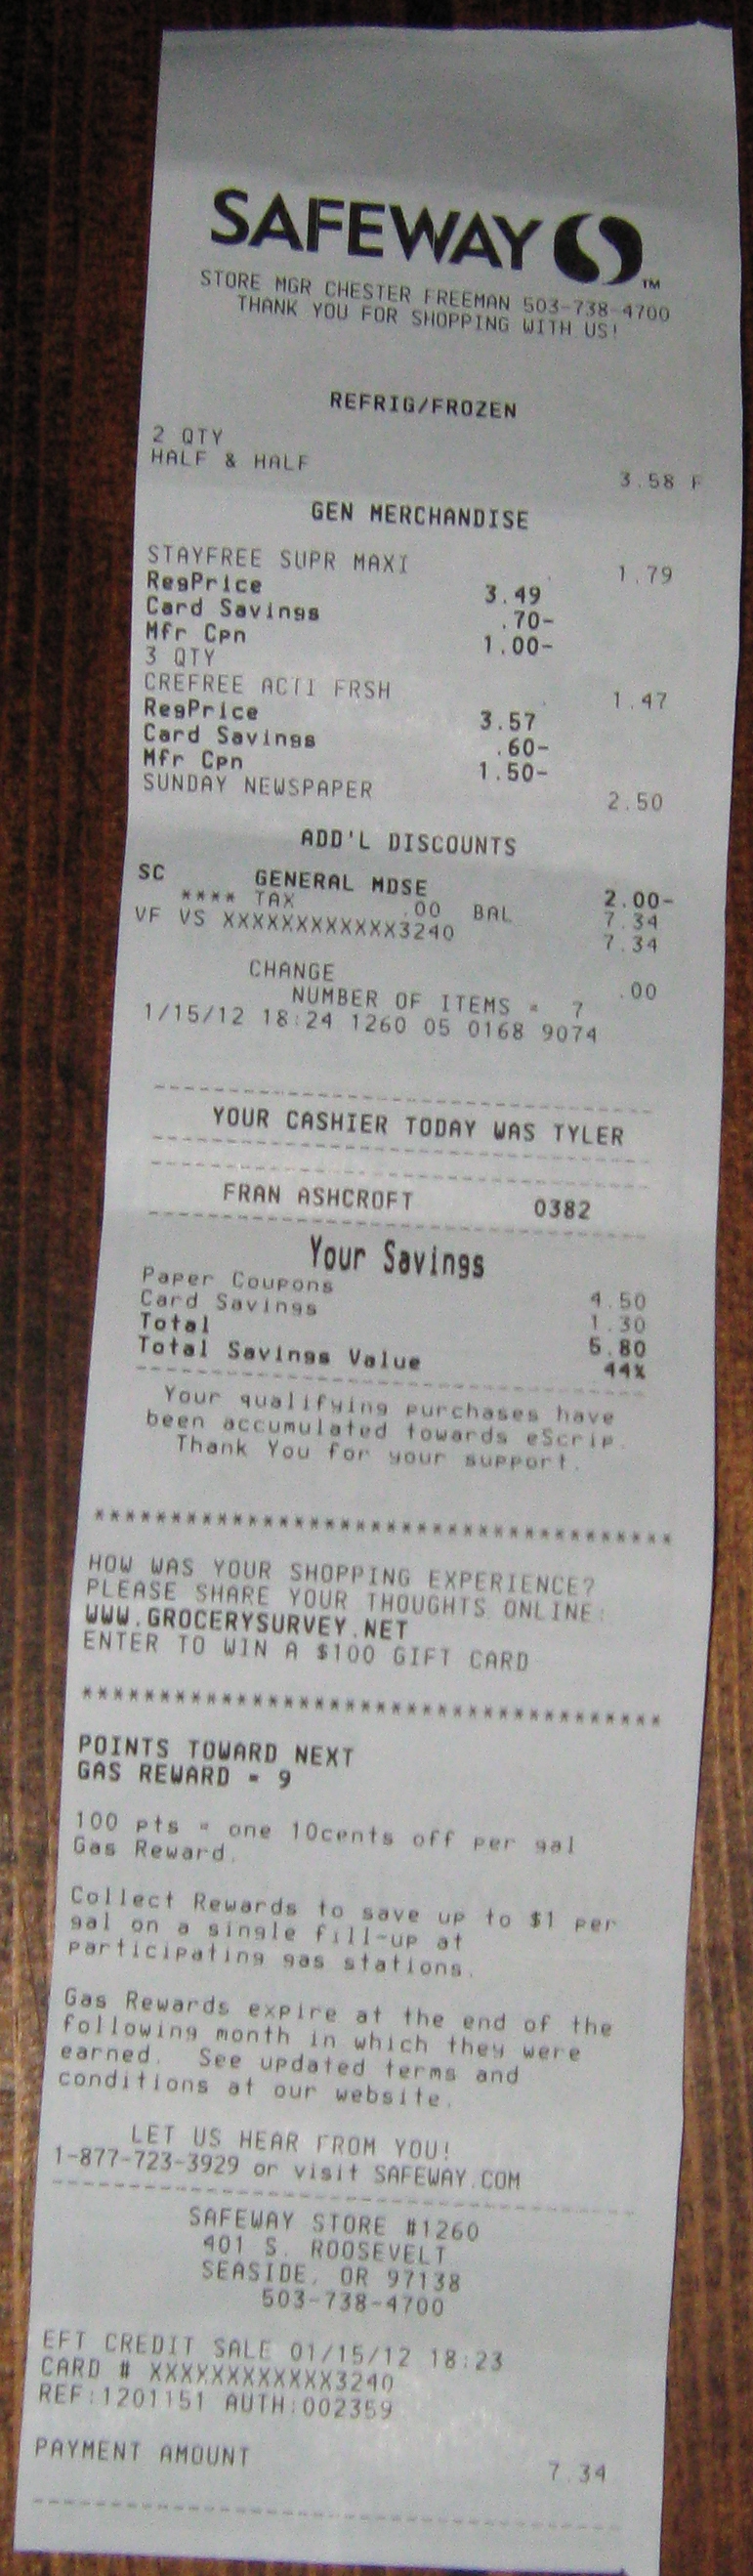 SAFEWAY
STORE MGR CHESTER FREEMAN 503-738-4700
THANK YOU FOR SHOPPING WITH US!
REFRIG/FROZEN
2 QTY
HALF & HALF 3.58 F
GEN MERCHANDISE
STAYFREE SUPR MAXI 1.79
RegPrice 3.49
Card Savings .70-
Mfr Cpn 1.00-
3 QTY
CREFREE ACTI FRSH 1.47
RegPrice 3.57
Card Savings .60-
Mfr Cpn 1.50-
SUNDAY NEWSPAPER 2.50
ADD'L DISCOUNTS
SC GENERAL MDSE 2.00-
**** TAX .00 BAL 7.34
VF VS XXXXXXXXXXXX3240 7.34
CHANGE .00
NUMBER OF ITEMS = 7
1/15/12 18:24 1260 05 0168 9074
YOUR CASHIER TODAY WAS TYLER
FRAN ASHCROFT 0382
Your Savings
Paper Coupons 4.50
Card Savings 1.30
Total 5.80
Total Savings Value 44%
Your qualifying purchases have
been accumulated towards eScrip.
Thank You for your support.
***************************************
HOW WAS YOUR SHOPPING EXPERIENCE?
PLEASE SHARE YOUR THOUGHTS ONLINE:
WWW.GROCERYSURVEY.NET
ENTER TO WIN A $100 GIFT CARD
***************************************
POINTS TOWARD NEXT
GAS REWARD = 9
100 pts = one 10cents off per gal
Gas Reward.
Collect Rewards to save up to $1 per
gal on a single fill-up at
participating gas stations.
Gas Rewards expire at the end of the
following month in which they were
earned. See updated terms and
conditions at our website.
LET US HEAR FROM YOU!
1-877-723-3929 or visit SAFEWAY.COM
SAFEWAY STORE #1260
401 S. ROOSEVELT
SEASIDE, OR 97138
503-738-4700
EFT CREDIT SALE 01/15/12 18:23
CARD # XXXXXXXXXXXX3240
REF:1201151 AUTH:002359
PAYMENT AMOUNT 7.34